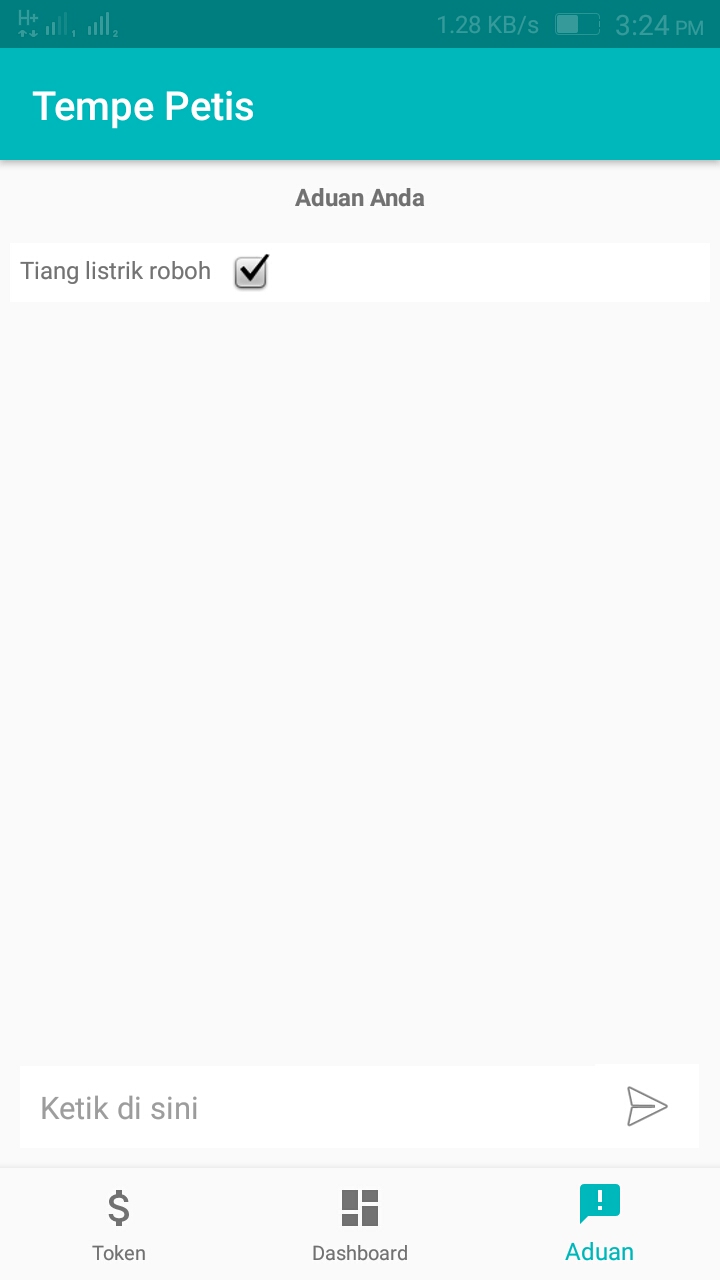 H+ 1 2 1.28 KB/s 3:24 PM
Tempe Petis
Aduan Anda
Tiang listrik roboh
Ketik di sini
Token Dashboard Aduan